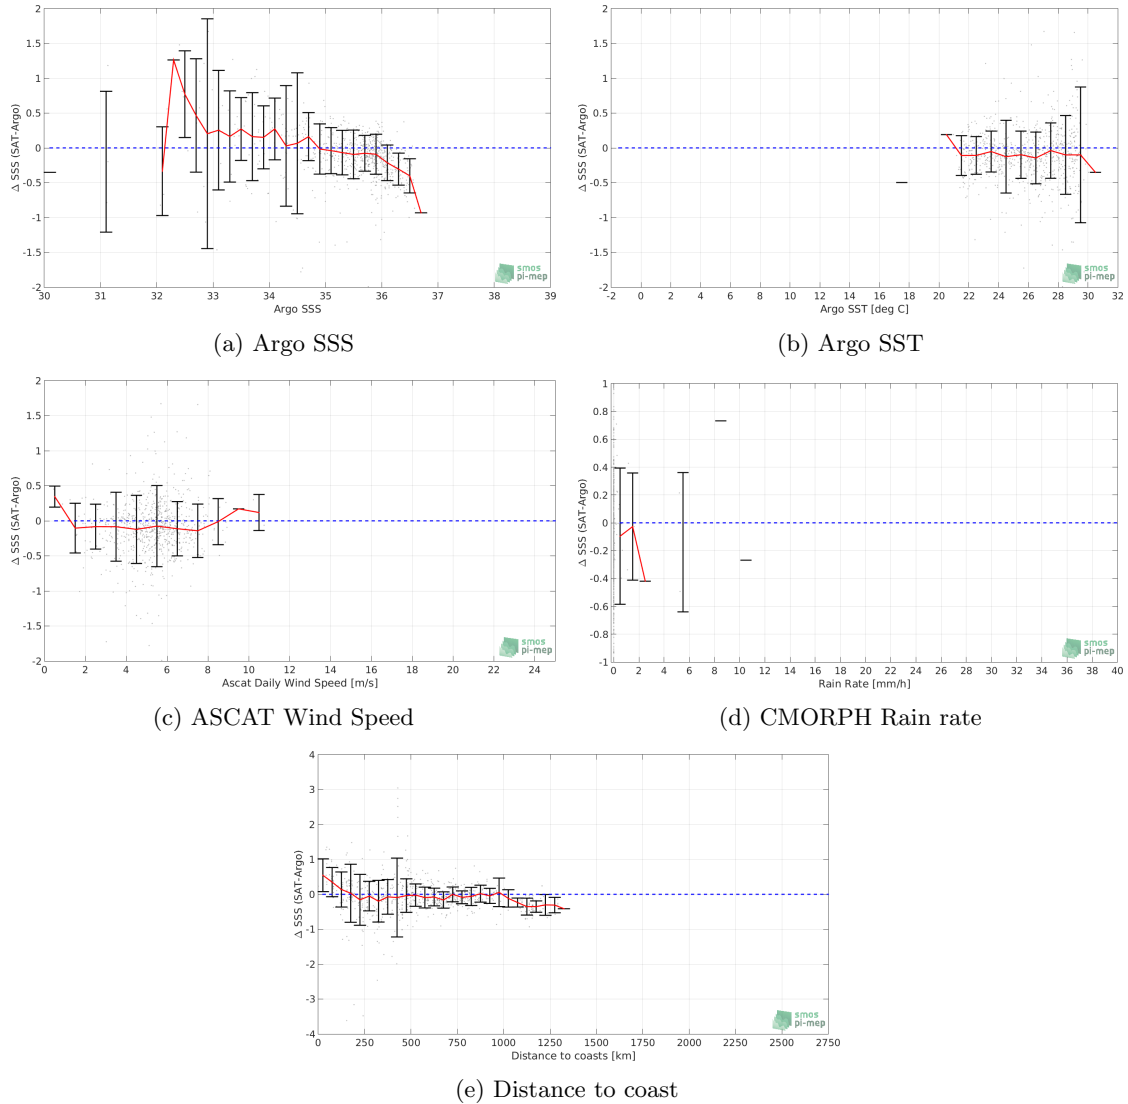 2
1.5
1
0.5
0
-0.5
-1
-1.5
-2
Δ SSS (SAT-Argo)
30 31 32 33 34 35 36 37 38 39
Argo SSS
smos
pi-mep
(a) Argo SSS
2
1.5
1
0.5
0
-0.5
-1
-1.5
-2
Δ SSS (SAT-Argo)
-2 0 2 4 6 8 10 12 14 16 18 20 22 24 26 28 30 32
Argo SST [deg C]
smos
pi-mep
(b) Argo SST
2
1.5
1
0.5
0
-0.5
-1
-1.5
-2
Δ SSS (SAT-Argo)
0 2 4 6 8 10 12 14 16 18 20 22 24
Ascat Daily Wind Speed [m/s]
smos
pi-mep
(c) ASCAT Wind Speed
1
0.8
0.6
0.4
0.2
0
-0.2
-0.4
-0.6
-0.8
-1
Δ SSS (SAT-Argo)
0 2 4 6 8 10 12 14 16 18 20 22 24 26 28 30 32 34 36 38 40
Rain Rate [mm/h]
smos
pi-mep
(d) CMORPH Rain rate
4
3
2
1
0
-1
-2
-3
-4
Δ SSS (SAT-Argo)
0 250 500 750 1000 1250 1500 1750 2000 2250 2500 2750
Distance to coasts [km]
smos
pi-mep
(e) Distance to coast